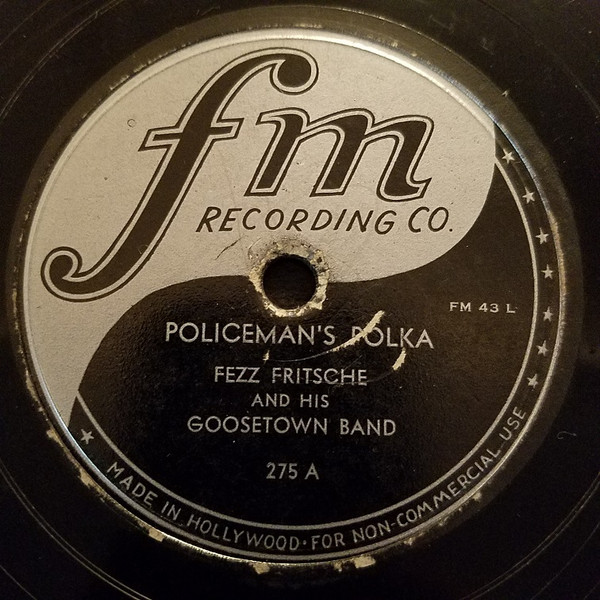 fm
RECORDING CO.
FM 43 L
POLICEMAN'S POLKA
FEZZ FRITSCHE
AND HIS
GOOSETOWN BAND
275 A
MADE IN HOLLYWOOD · FOR NON-COMMERCIAL USE